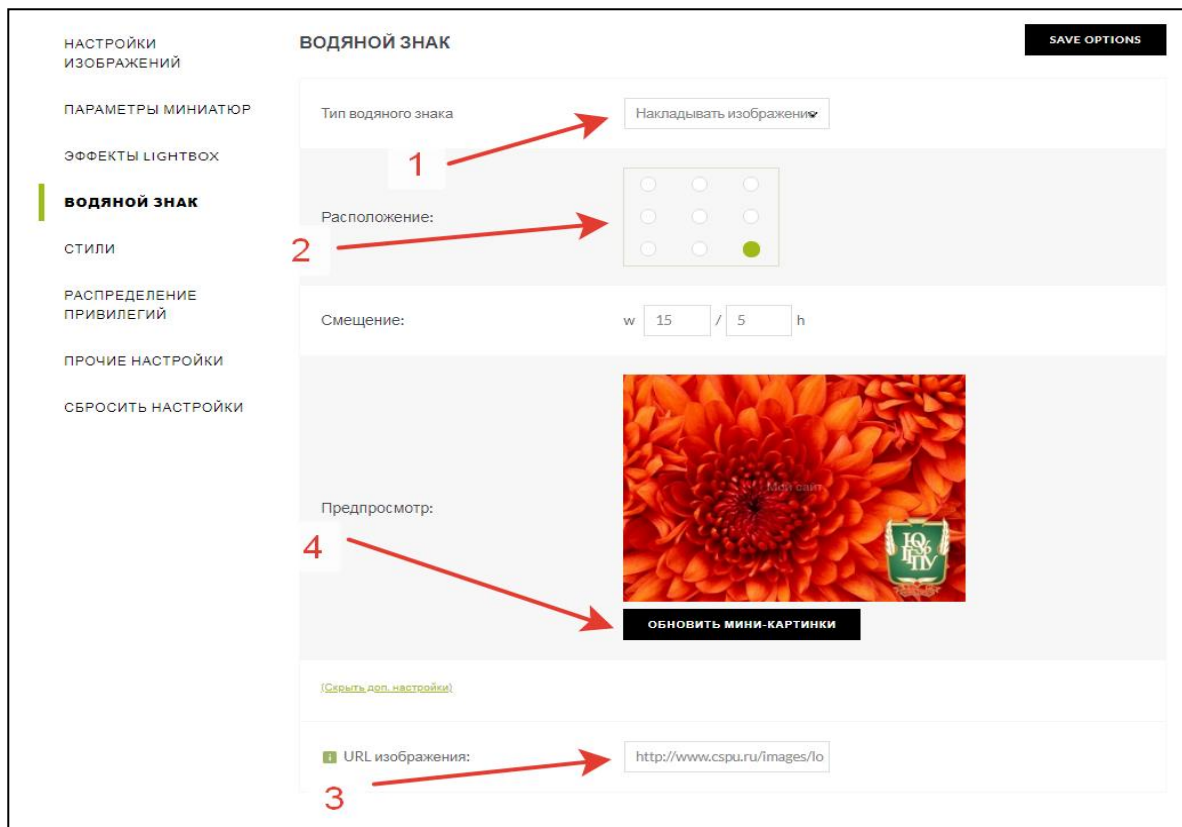 НАСТРОЙКИ
ИЗОБРАЖЕНИЙ
ПАРАМЕТРЫ МИНИАТЮР
ЭФФЕКТЫ LIGHTBOX
ВОДЯНОЙ ЗНАК
СТИЛИ
РАСПРЕДЕЛЕНИЕ
ПРИВИЛЕГИЙ
ПРОЧИЕ НАСТРОЙКИ
СБРОСИТЬ НАСТРОЙКИ
ВОДЯНОЙ ЗНАК
SAVE OPTIONS
Тип водяного знака
Накладывать изображение
1
Расположение:
2
Смещение:
w 15 / 5 h
Мой сайт
Предпросмотр:
4
ОБНОВИТЬ МИНИ-КАРТИНКИ
(Скрыть доп. настройки)
i URL изображения:
http://www.cspu.ru/images/lo
3